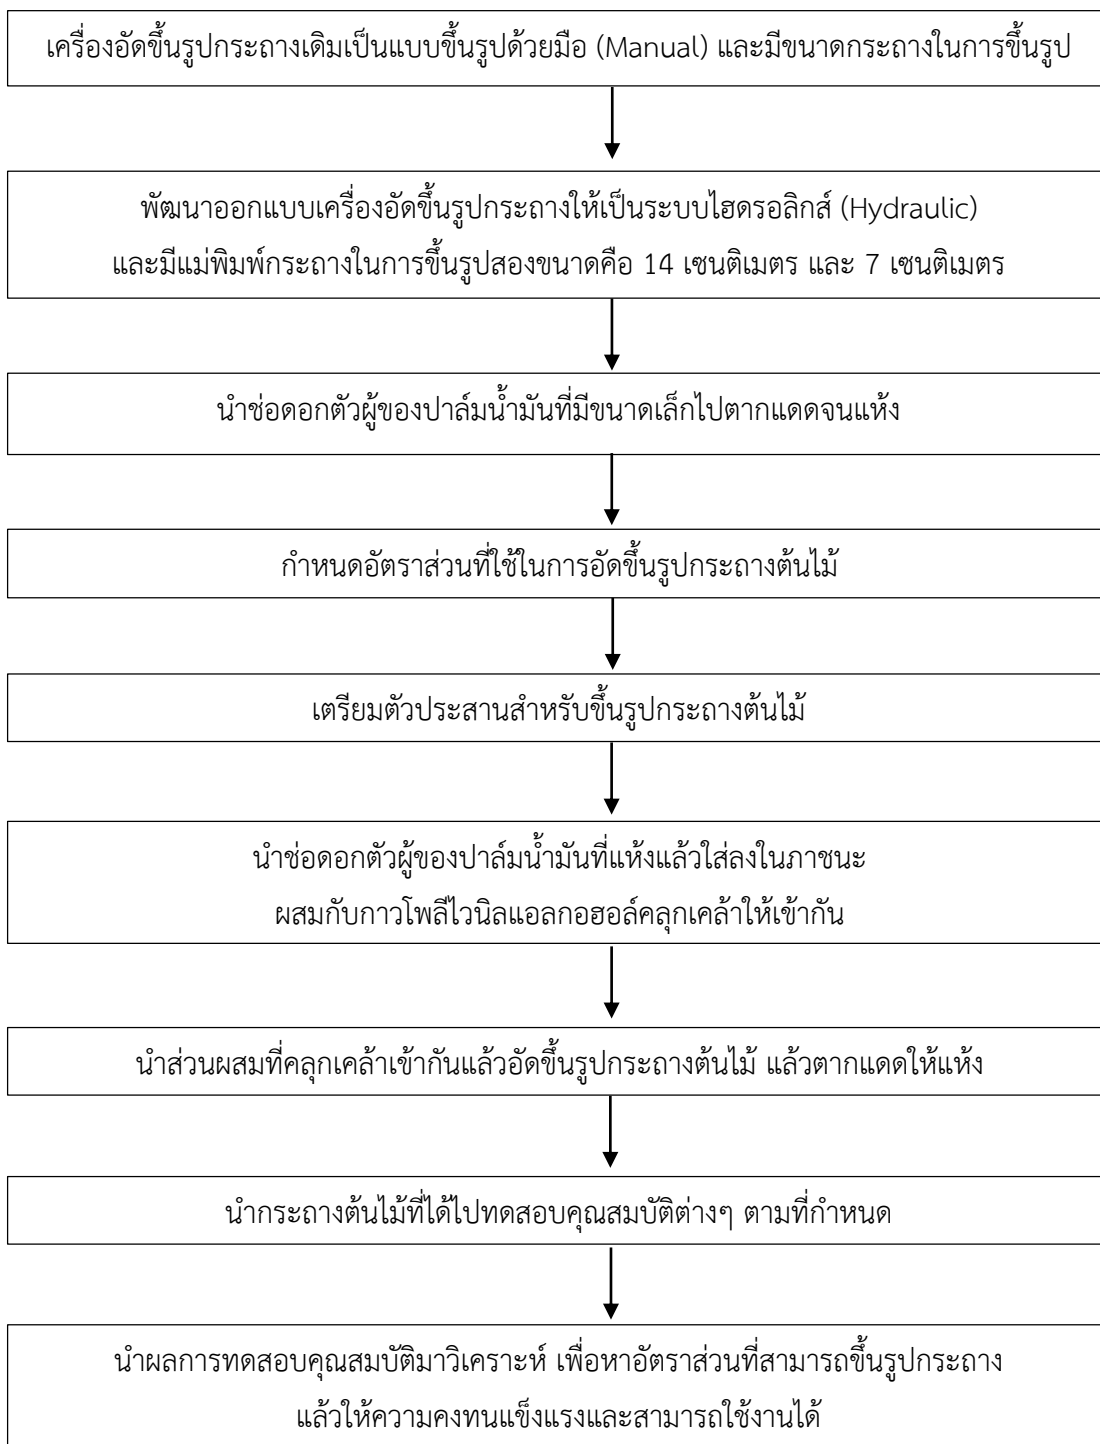 เครื่องอัดขึ้นรูปกระถางเดิมเป็นแบบขึ้นรูปด้วยมือ (Manual) และมีขนาดกระถางในการขึ้นรูป
พัฒนาออกแบบเครื่องอัดขึ้นรูปกระถางให้เป็นระบบไฮดรอลิกส์ (Hydraulic)
และมีแม่พิมพ์กระถางในการขึ้นรูปสองขนาดคือ 14 เซนติเมตร และ 7 เซนติเมตร
นำช่อดอกตัวผู้ของปาล์มน้ำมันที่มีขนาดเล็กไปตากแดดจนแห้ง
กำหนดอัตราส่วนที่ใช้ในการอัดขึ้นรูปกระถางต้นไม้
เตรียมตัวประสานสำหรับขึ้นรูปกระถางต้นไม้
นำช่อดอกตัวผู้ของปาล์มน้ำมันที่แห้งแล้วใส่ลงในภาชนะ
ผสมกับกาวโพลีไวนิลแอลกอฮอล์คลุกเคล้าให้เข้ากัน
นำส่วนผสมที่คลุกเคล้าเข้ากันแล้วอัดขึ้นรูปกระถางต้นไม้ แล้วตากแดดให้แห้ง
นำกระถางต้นไม้ที่ได้ไปทดสอบคุณสมบัติต่างๆ ตามที่กำหนด
นำผลการทดสอบคุณสมบัติมาวิเคราะห์ เพื่อหาอัตราส่วนที่สามารถขึ้นรูปกระถาง
แล้วให้ความคงทนแข็งแรงและสามารถใช้งานได้